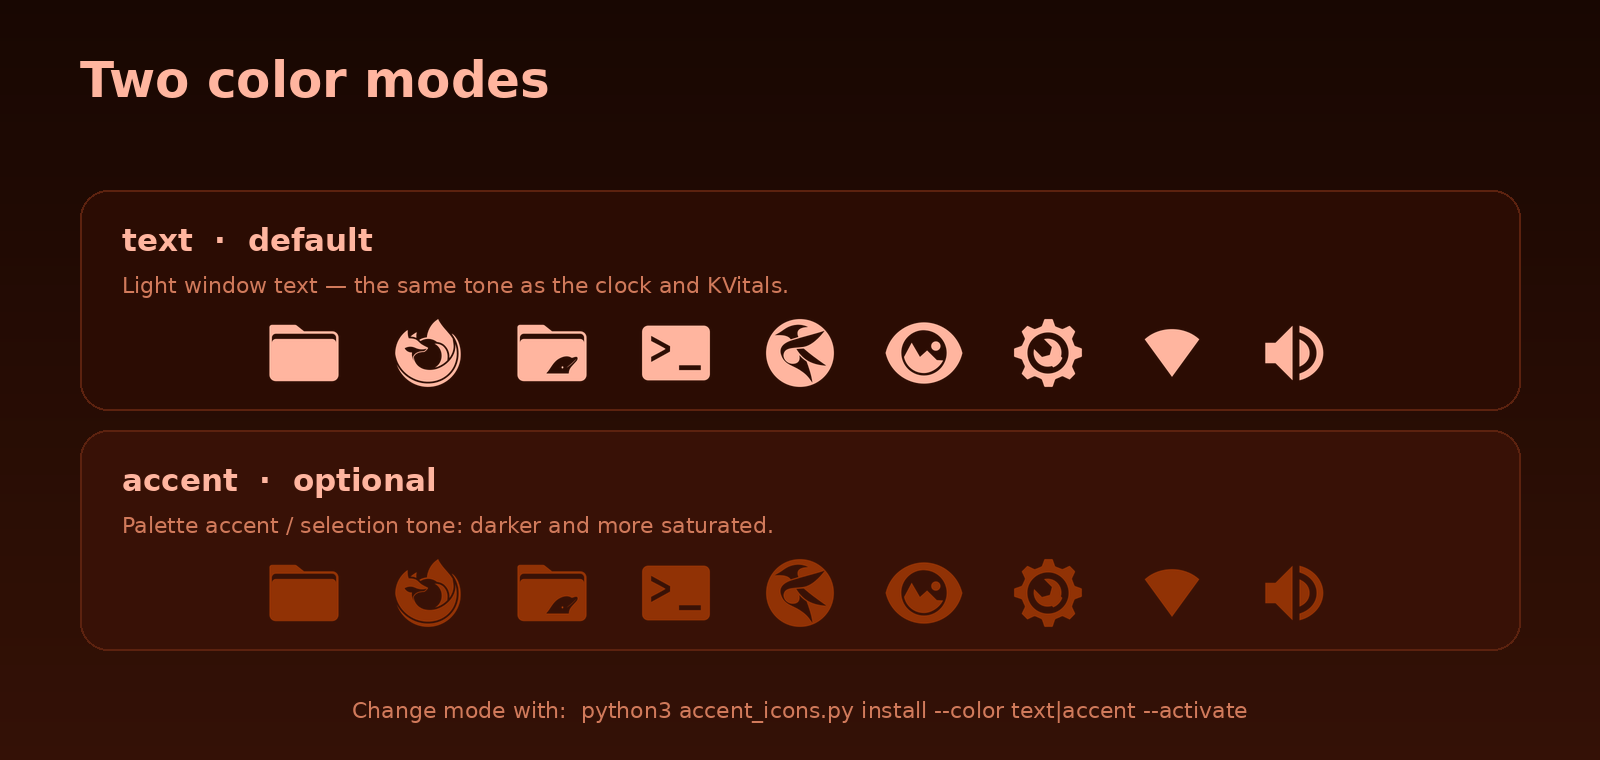 Two color modes
text · default
Light window text — the same tone as the clock and KVitals.
>_
accent · optional
Palette accent / selection tone: darker and more saturated.
>_
Change mode with: python3 accent_icons.py install --color text|accent --activate